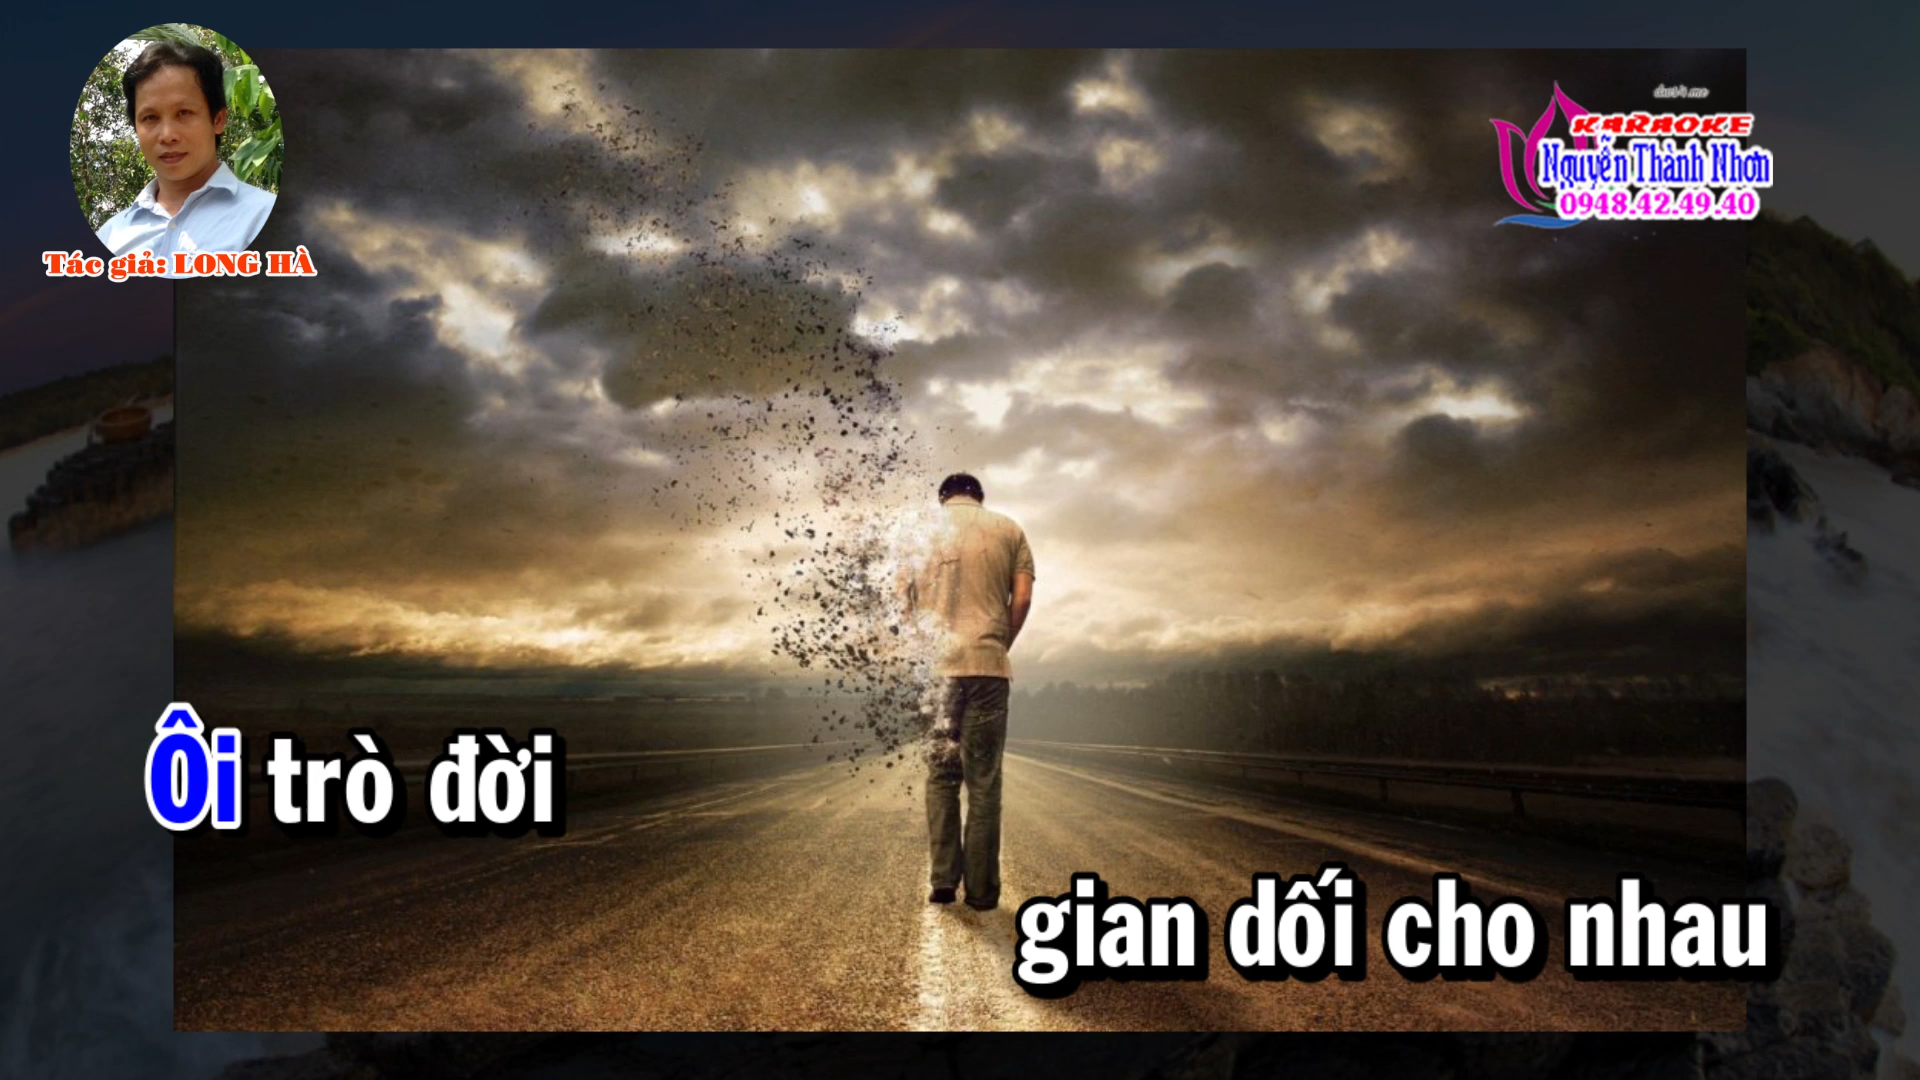 KARAOKE
Nguyễn Thành Nhơn
0948.42.49.40
Tác giả: LONG HÀ
Ôi trò đời
gian dối cho nhau